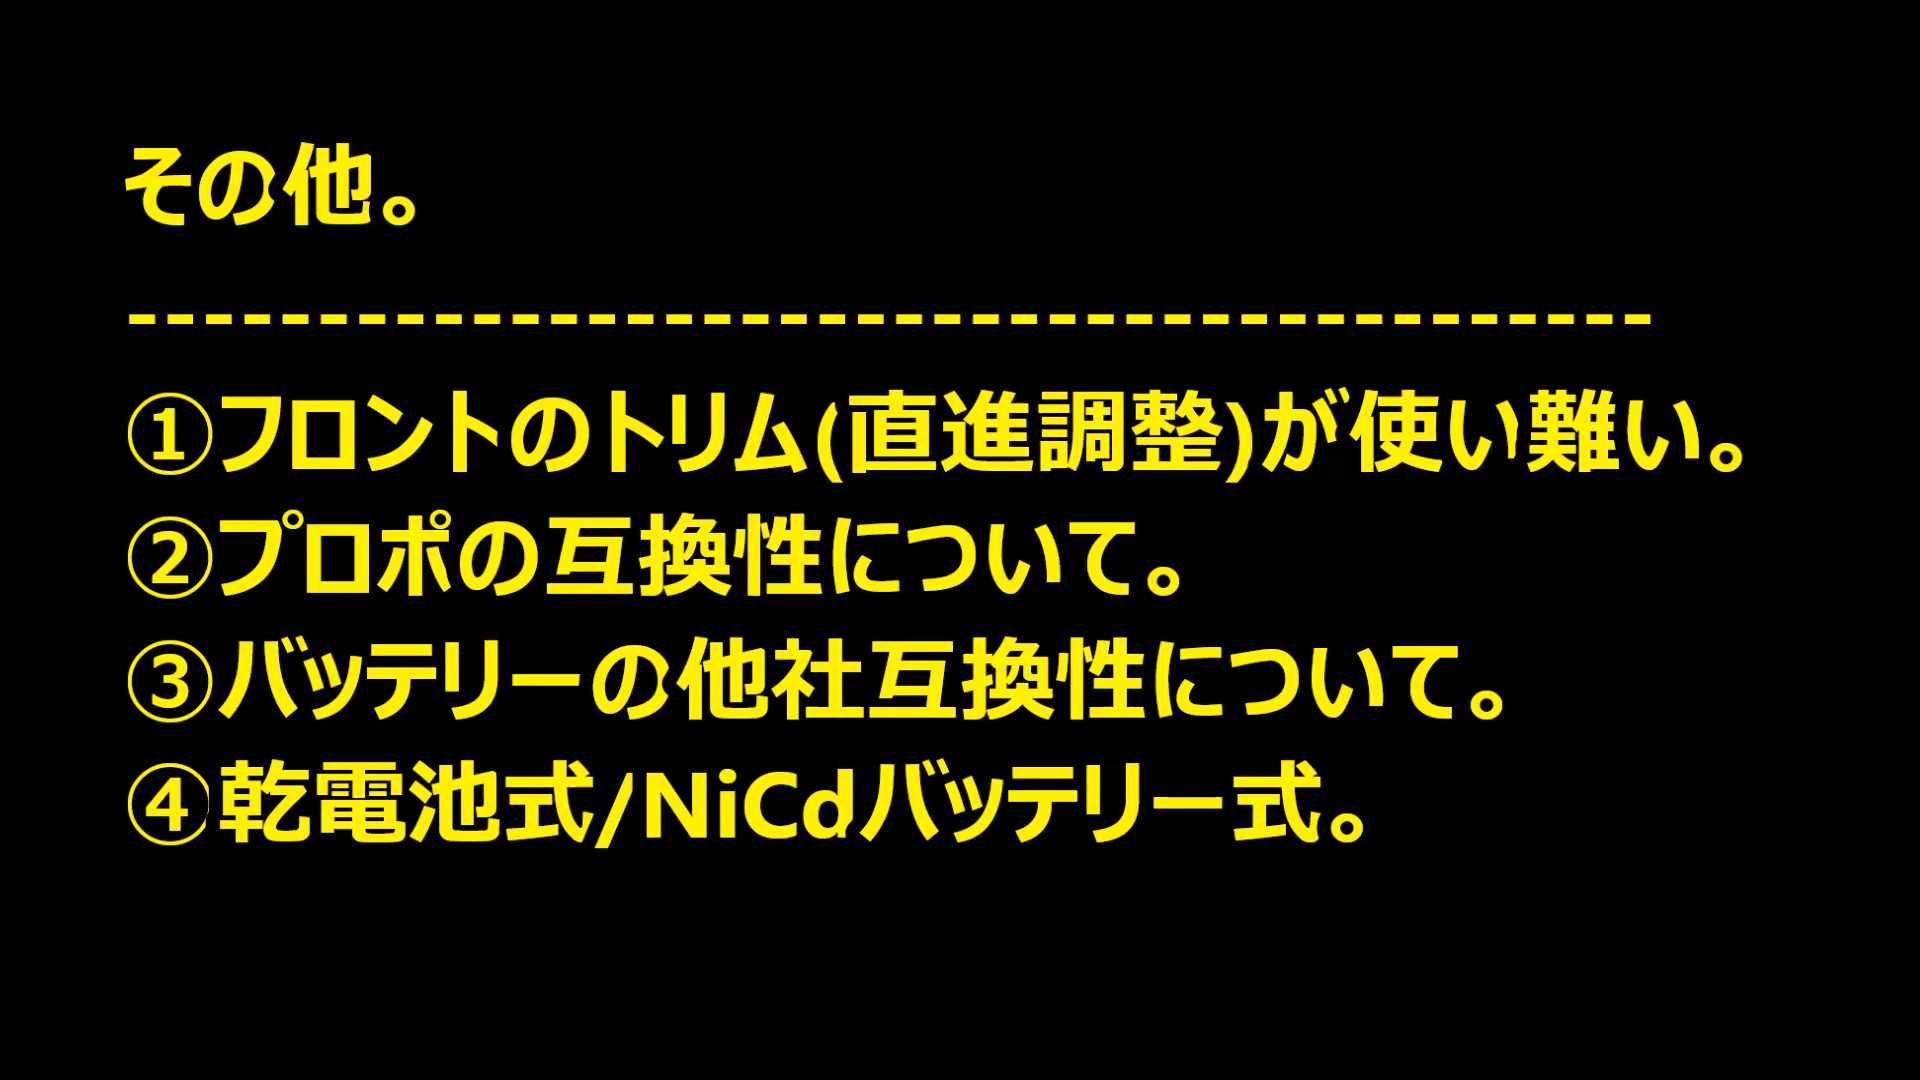 その他。
----------------------------------------
①フロントのトリム(直進調整)が使い難い。
②プロポの互換性について。
③バッテリーの他社互換性について。
④乾電池式/NiCdバッテリー式。